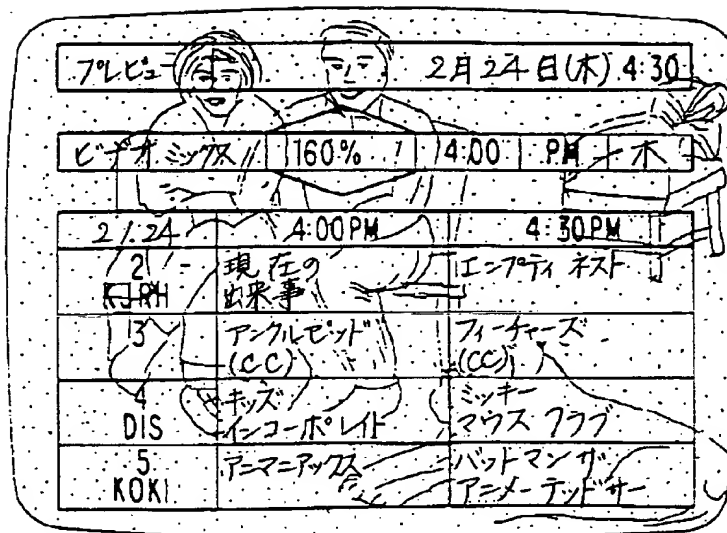 プレビュー 2月24日(木) 4:30
ビデオ ミックス 160% 4:00 PM 木
2/.24 4:00PM 4:30PM
2 現在の エンプティ ネスト
KJRH 出来事
13 アンクルビッド フィーチャーズ
(CC) (CC)
4 キッズ ミッキー
DIS インコーポレイト マウス クラブ
5 アニマニアックス バットマン ザ
KOKI アニメーテッド サー